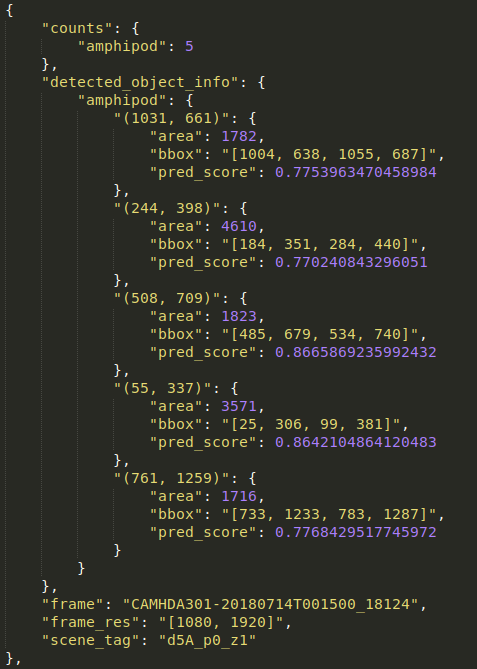 {
    "counts": {
        "amphipod": 5
    },
    "detected_object_info": {
        "amphipod": {
            "(1031, 661)": {
                "area": 1782,
                "bbox": "[1004, 638, 1055, 687]",
                "pred_score": 0.7753963470458984
            },
            "(244, 398)": {
                "area": 4610,
                "bbox": "[184, 351, 284, 440]",
                "pred_score": 0.770240843296051
            },
            "(508, 709)": {
                "area": 1823,
                "bbox": "[485, 679, 534, 740]",
                "pred_score": 0.8665869235992432
            },
            "(55, 337)": {
                "area": 3571,
                "bbox": "[25, 306, 99, 381]",
                "pred_score": 0.8642104864120483
            },
            "(761, 1259)": {
                "area": 1716,
                "bbox": "[733, 1233, 783, 1287]",
                "pred_score": 0.7768429517745972
            }
        }
    },
    "frame": "CAMHDA301-20180714T001500_18124",
    "frame_res": "[1080, 1920]",
    "scene_tag": "d5A_p0_z1"
},